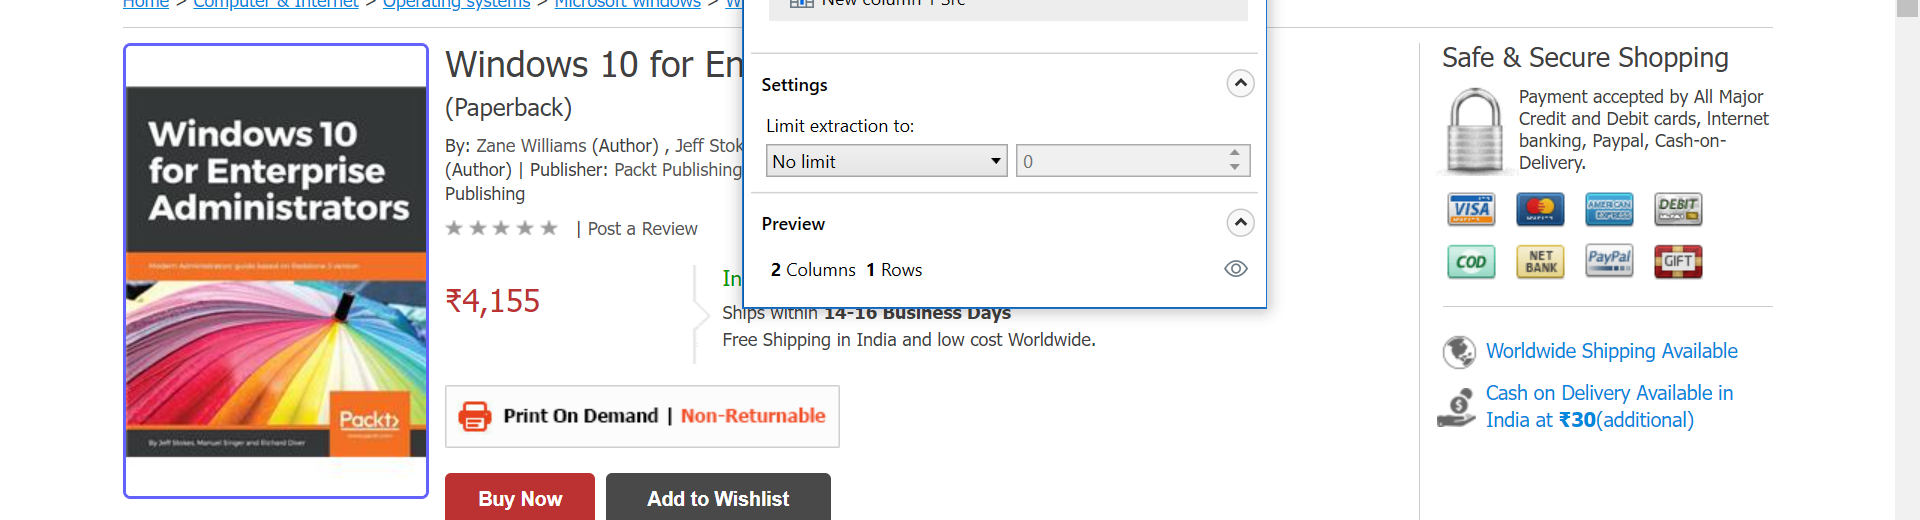 Home > Computer & Internet > Operating systems > Microsoft windows > W
New column 1 Src
Windows 10
for Enterprise
Administrators
Modern Administrators' guide based on Redstone 3 version
Packt>
By Jeff Stokes, Manuel Singer and Richard Diver
Windows 10 for En
(Paperback)
By: Zane Williams (Author) , Jeff Stok
(Author) | Publisher: Packt Publishing
Publishing
| Post a Review
₹4,155
In
Ships within 14-16 Business Days
Free Shipping in India and low cost Worldwide.
Print On Demand | Non-Returnable
Buy Now
Add to Wishlist
Settings
Limit extraction to:
No limit
0
Preview
2 Columns 1 Rows
Safe & Secure Shopping
Payment accepted by All Major
Credit and Debit cards, Internet
banking, Paypal, Cash-on-
Delivery.
VISA
AMERICAN EXPRESS
DEBIT
COD
NET
BANK
PayPal
GIFT
Worldwide Shipping Available
Cash on Delivery Available in
India at ₹30(additional)